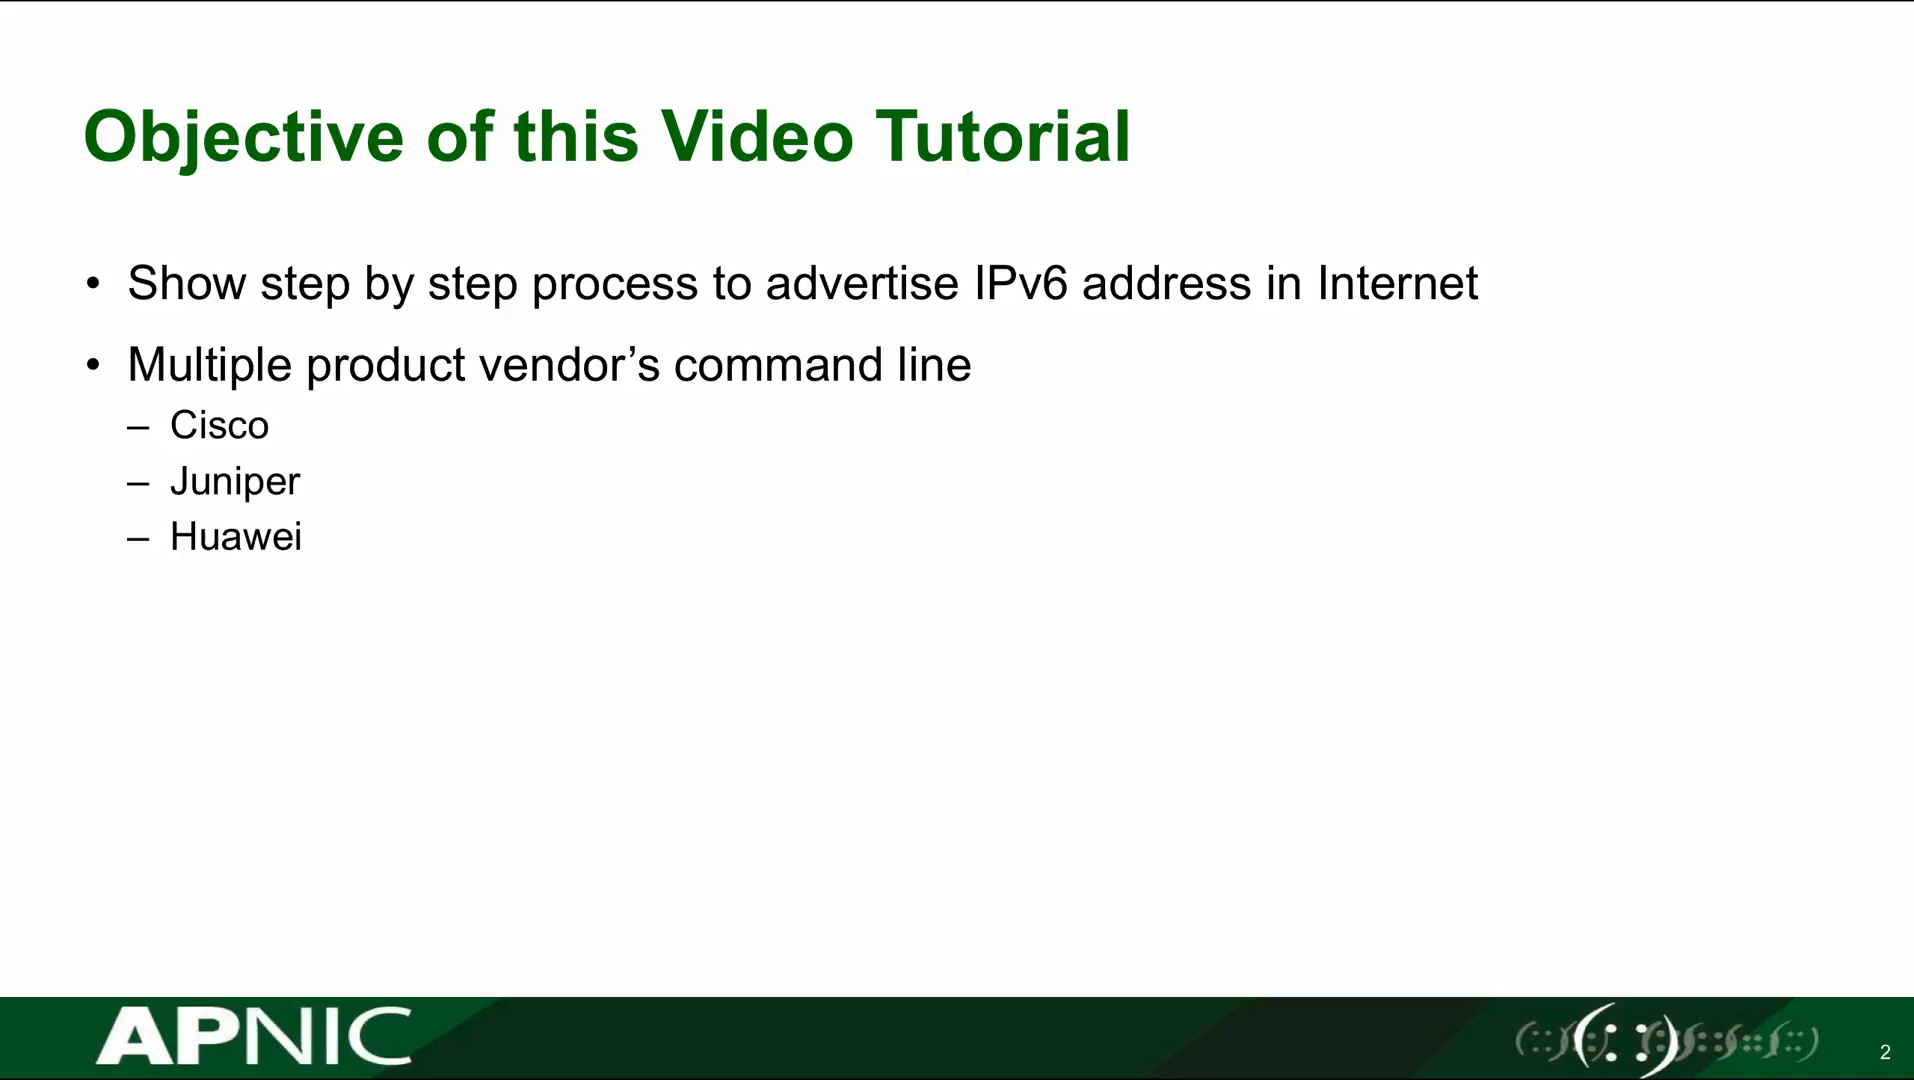 Objective of this Video Tutorial
• Show step by step process to advertise IPv6 address in Internet
• Multiple product vendor’s command line
– Cisco
– Juniper
– Huawei
APNIC
(::)
2